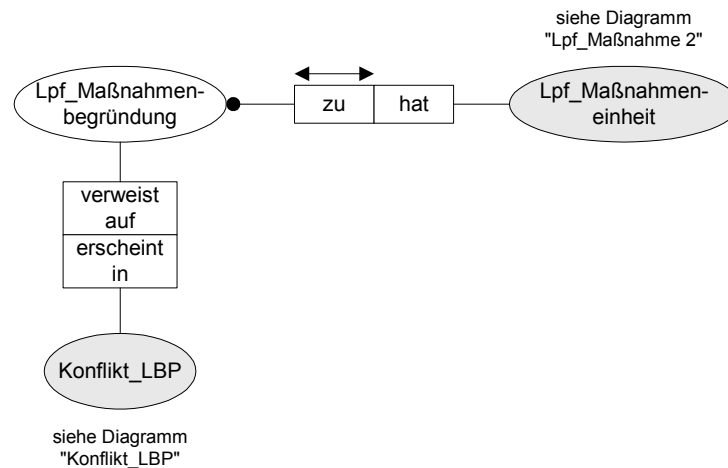 siehe Diagramm
"Lpf_Maßnahme 2"
Lpf_Maßnahmen-
begründung
zu
hat
Lpf_Maßnahmen-
einheit
verweist
auf
erscheint
in
Konflikt_LBP
siehe Diagramm
"Konflikt_LBP"